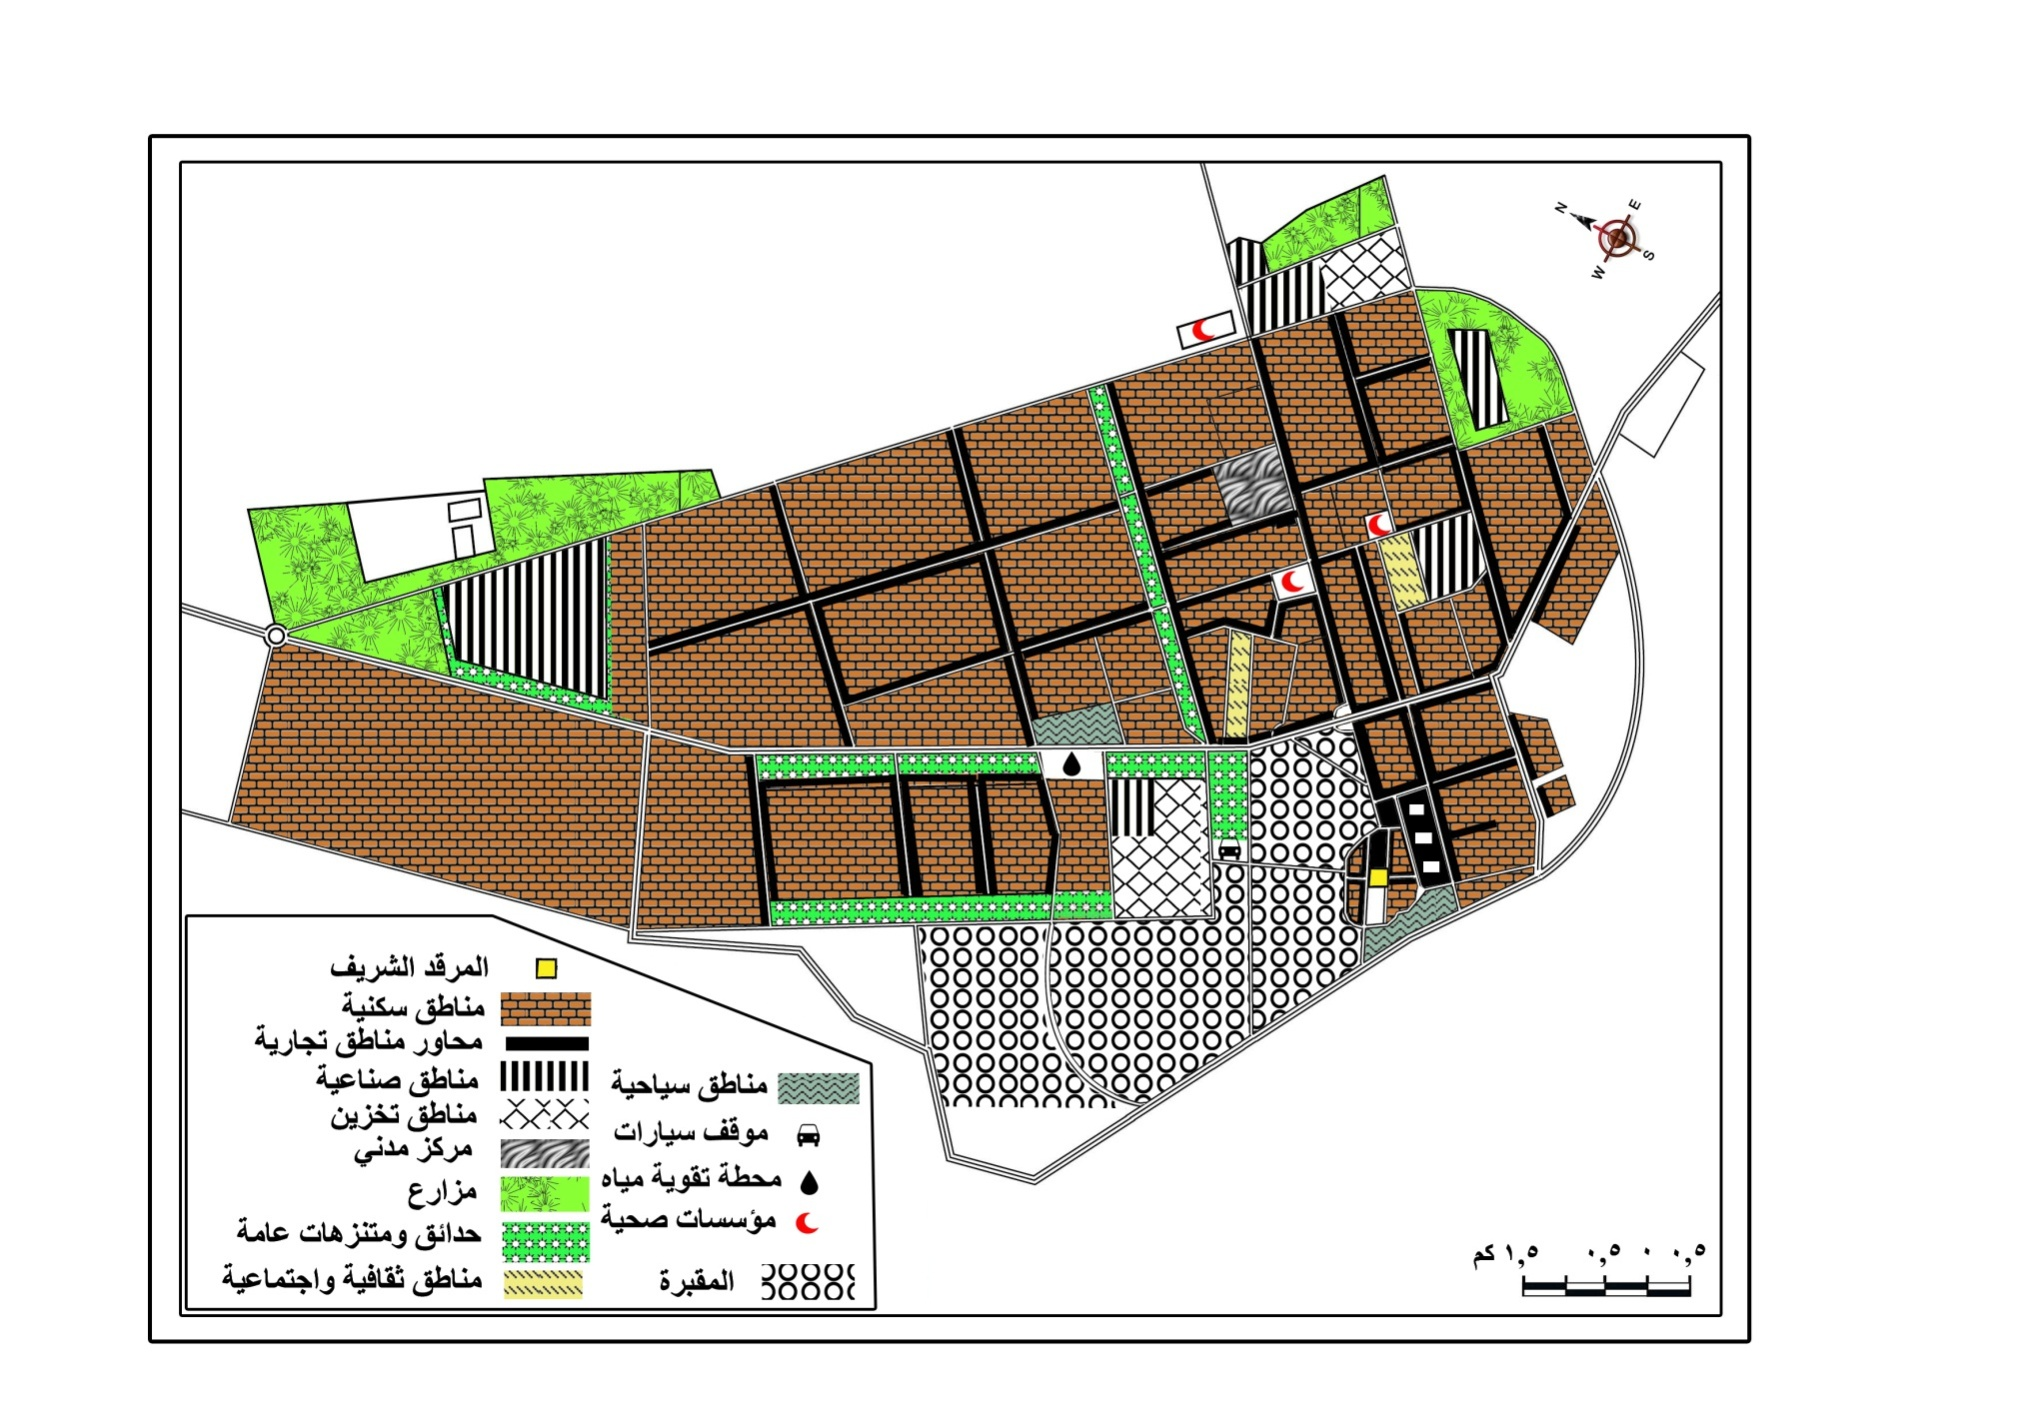 N
E
S
W
المرقد الشريف
مناطق سكنية
محاور مناطق تجارية
مناطق صناعية
مناطق تخزين
مركز مدني
مزارع
حدائق ومتنزهات عامة
مناطق ثقافية واجتماعية
مناطق سياحية
موقف سيارات
محطة تقوية مياه
مؤسسات صحية
المقبرة
٠,٥ ٠ ٠,٥ ١,٥ كم